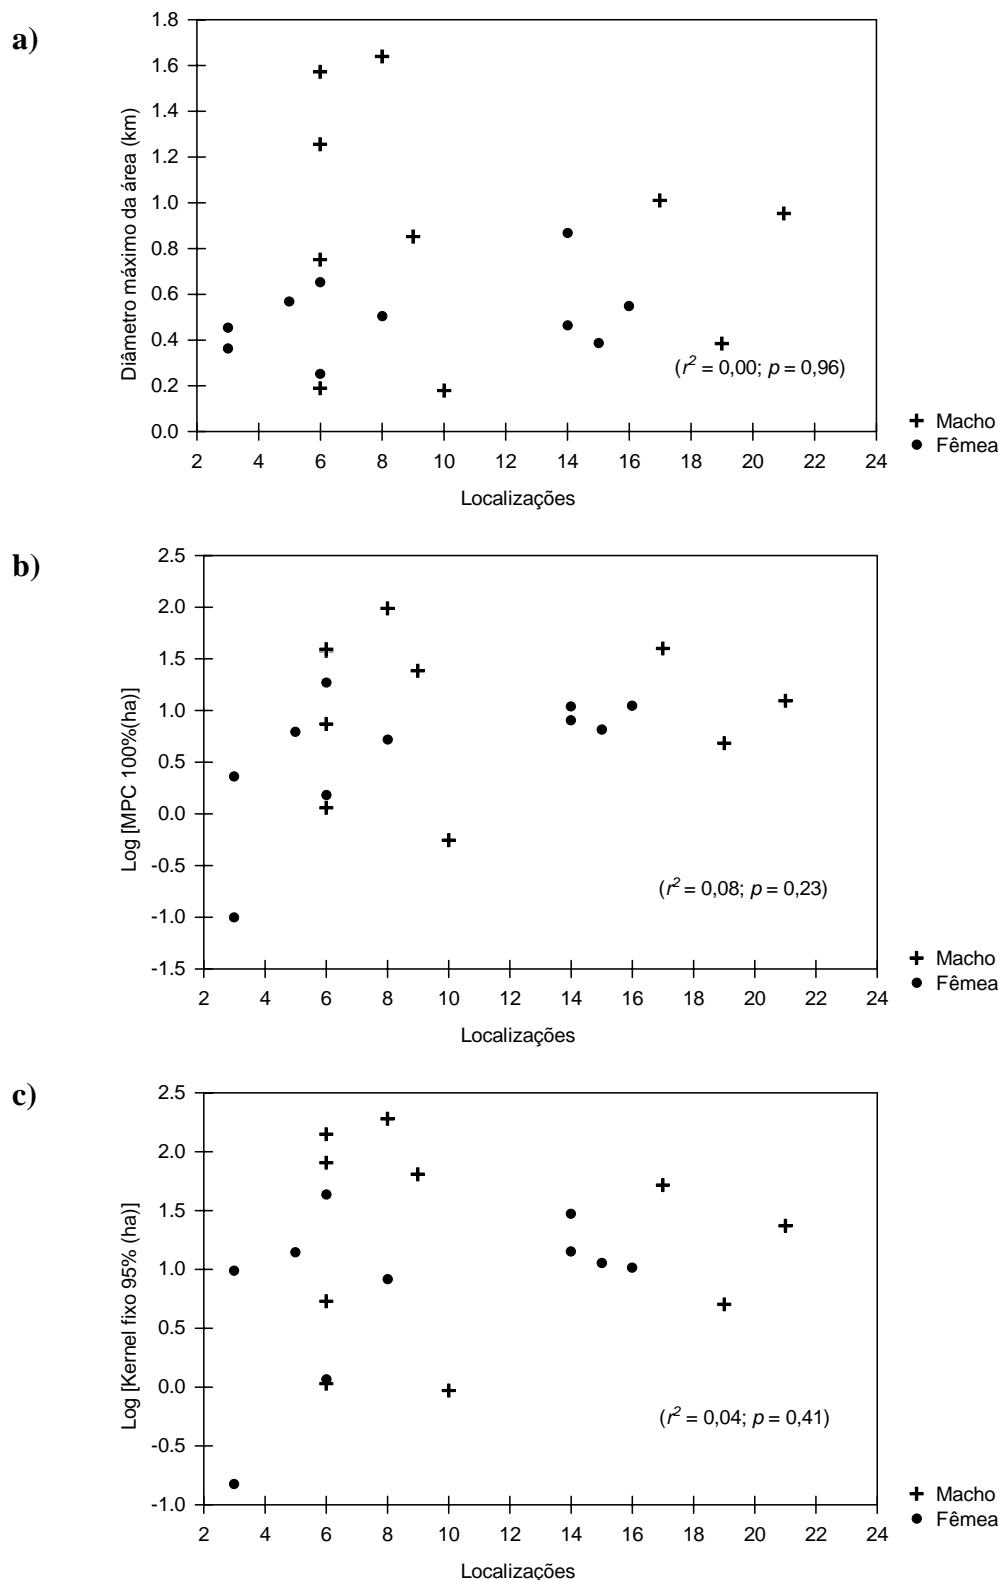 a)
Diâmetro máximo da área (km)
1.8
1.6
1.4
1.2
1.0
0.8
0.6
0.4
0.2
0.0
(r² = 0,00; p = 0,96)
2 4 6 8 10 12 14 16 18 20 22 24
Localizações
Macho
Fêmea
b)
Log [MPC 100%(ha)]
2.5
2.0
1.5
1.0
0.5
0.0
-0.5
-1.0
-1.5
(r² = 0,08; p = 0,23)
2 4 6 8 10 12 14 16 18 20 22 24
Localizações
Macho
Fêmea
c)
Log [Kernel fixo 95% (ha)]
2.5
2.0
1.5
1.0
0.5
0.0
-0.5
-1.0
(r² = 0,04; p = 0,41)
2 4 6 8 10 12 14 16 18 20 22 24
Localizações
Macho
Fêmea